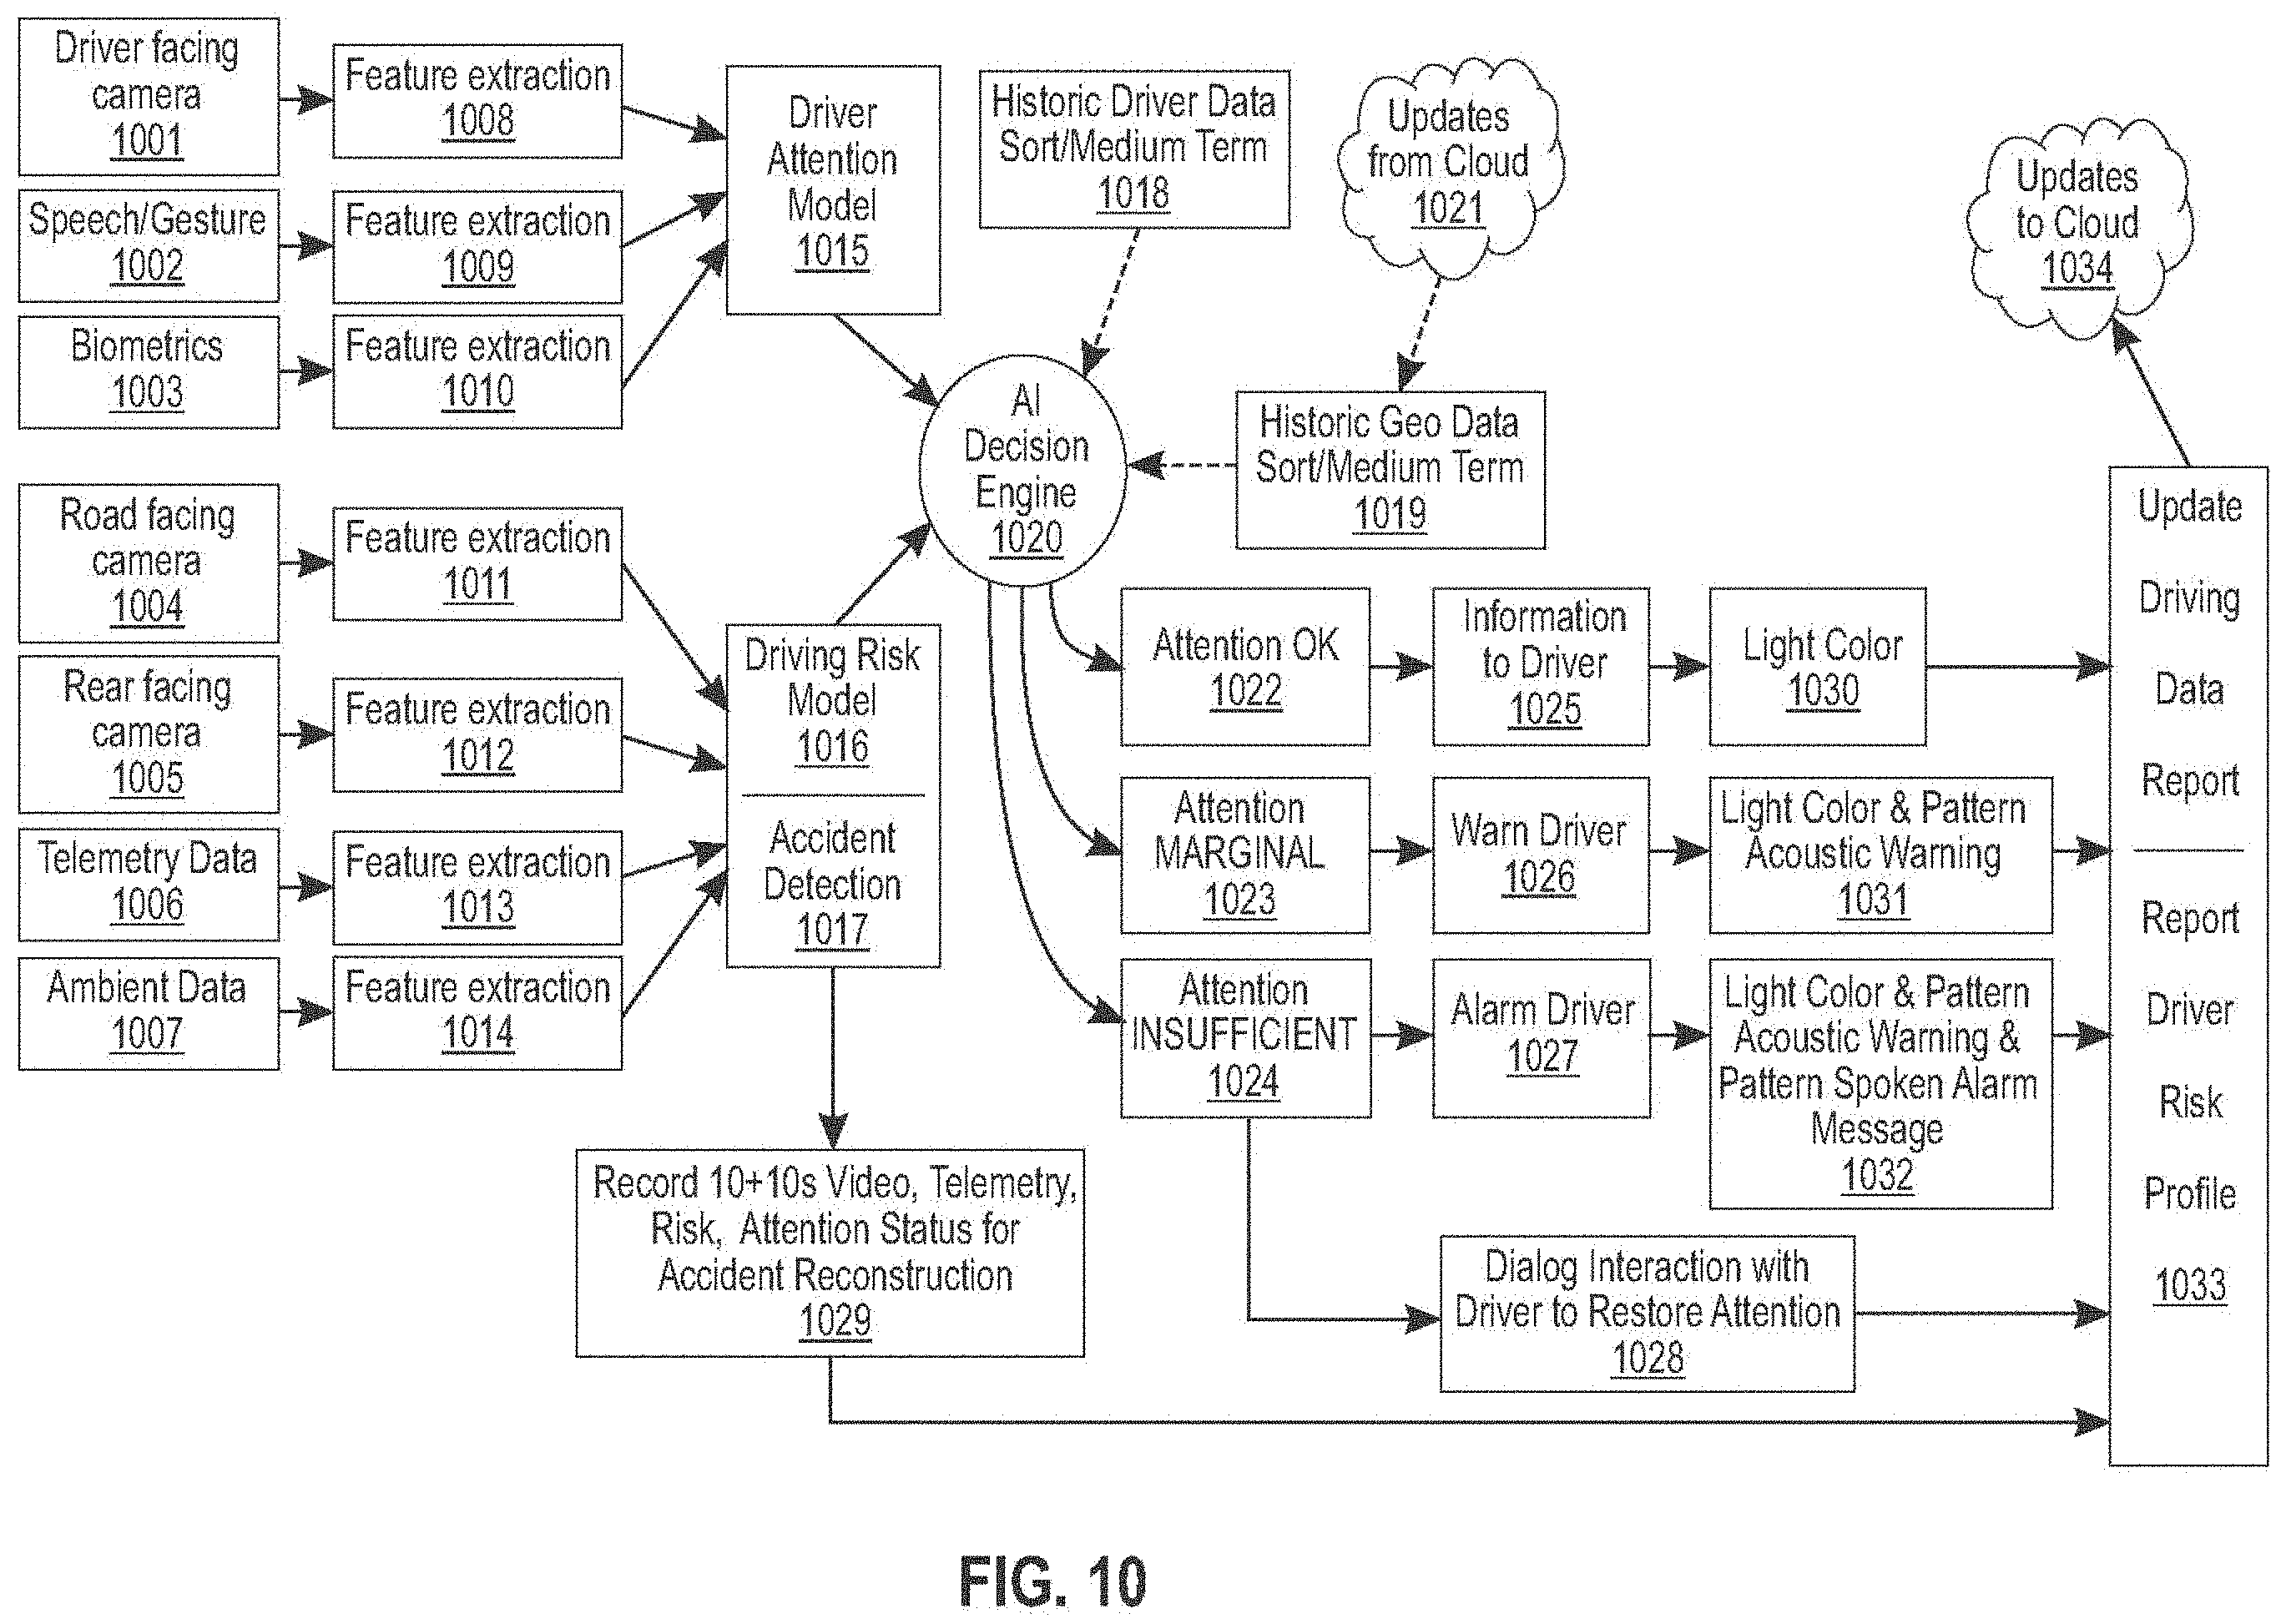 Driver facing
camera
1001
Feature extraction
1008
Speech/Gesture
1002
Feature extraction
1009
Biometrics
1003
Feature extraction
1010
Driver
Attention
Model
1015
Historic Driver Data
Sort/Medium Term
1018
Updates
from Cloud
1021
Updates
to Cloud
1034
AI
Decision
Engine
1020
Historic Geo Data
Sort/Medium Term
1019
Road facing
camera
1004
Feature extraction
1011
Rear facing
camera
1005
Feature extraction
1012
Telemetry Data
1006
Feature extraction
1013
Ambient Data
1007
Feature extraction
1014
Driving Risk
Model
1016
Accident
Detection
1017
Attention OK
1022
Information
to Driver
1025
Light Color
1030
Attention
MARGINAL
1023
Warn Driver
1026
Light Color & Pattern
Acoustic Warning
1031
Attention
INSUFFICIENT
1024
Alarm Driver
1027
Light Color & Pattern
Acoustic Warning &
Pattern Spoken Alarm
Message
1032
Record 10+10s Video, Telemetry,
Risk, Attention Status for
Accident Reconstruction
1029
Dialog Interaction with
Driver to Restore Attention
1028
Update
Driving
Data
Report
Report
Driver
Risk
Profile
1033
FIG. 10